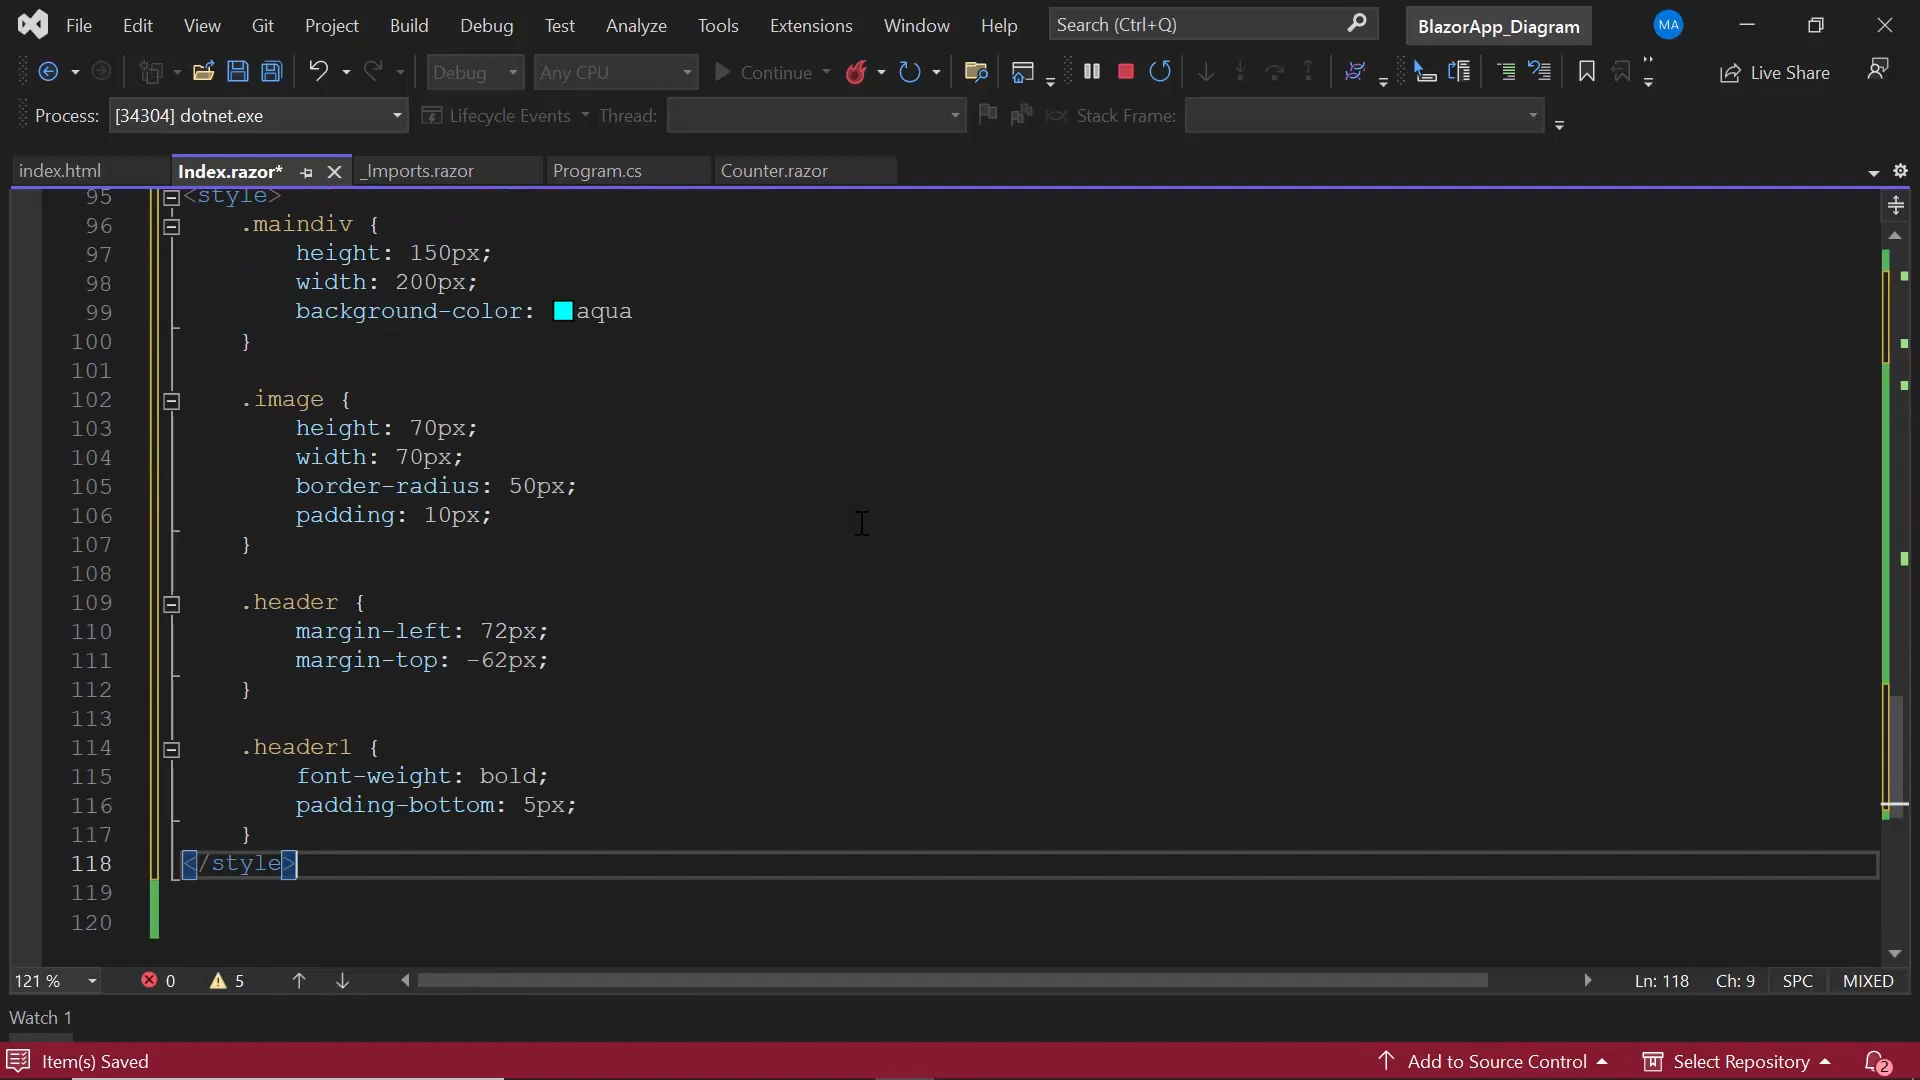 File Edit View Git Project Build Debug Test Analyze Tools Extensions Window Help Search (Ctrl+Q) BlazorApp_Diagram MA
Debug Any CPU Continue Live Share
Process: [34304] dotnet.exe Lifecycle Events Thread: Stack Frame:
index.html Index.razor* _Imports.razor Program.cs Counter.razor
95 <style>
96 .maindiv {
97 height: 150px;
98 width: 200px;
99 background-color: aqua
100 }
101
102 .image {
103 height: 70px;
104 width: 70px;
105 border-radius: 50px;
106 padding: 10px;
107 }
108
109 .header {
110 margin-left: 72px;
111 margin-top: -62px;
112 }
113
114 .header1 {
115 font-weight: bold;
116 padding-bottom: 5px;
117 }
118 </style>
119
120
121 % 0 5 Ln: 118 Ch: 9 SPC MIXED
Watch 1
Item(s) Saved Add to Source Control Select Repository 2